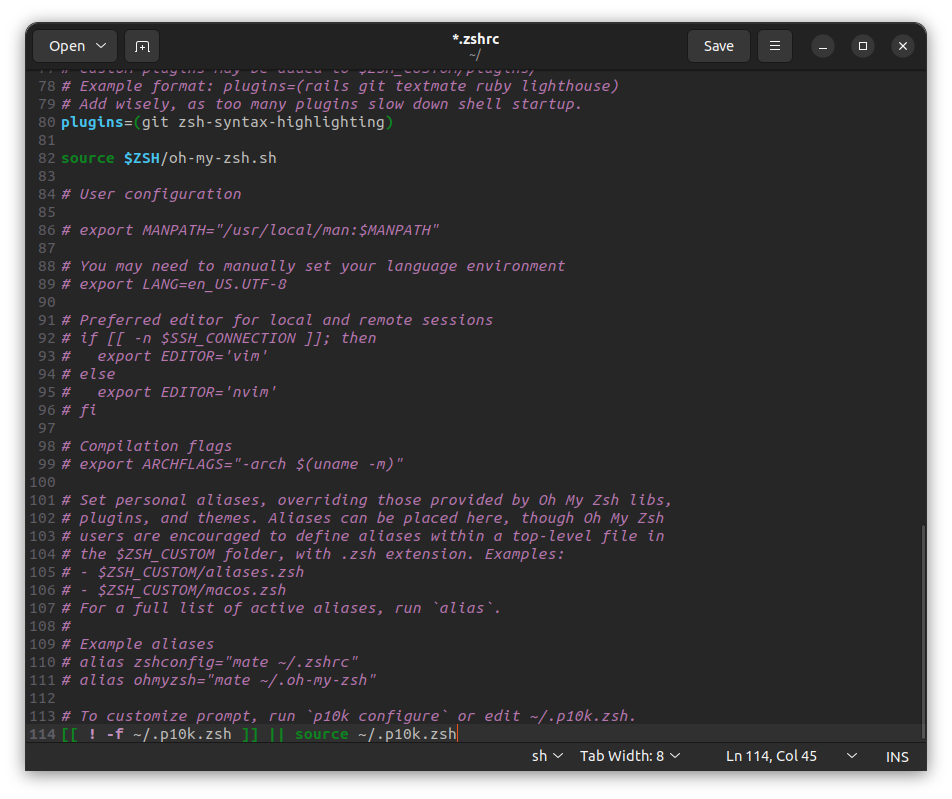 Open
*.zshrc
~/
Save
77 # Custom plugins may be added to $ZSH_CUSTOM/plugins/
78 # Example format: plugins=(rails git textmate ruby lighthouse)
79 # Add wisely, as too many plugins slow down shell startup.
80 plugins=(git zsh-syntax-highlighting)
81
82 source $ZSH/oh-my-zsh.sh
83
84 # User configuration
85
86 # export MANPATH="/usr/local/man:$MANPATH"
87
88 # You may need to manually set your language environment
89 # export LANG=en_US.UTF-8
90
91 # Preferred editor for local and remote sessions
92 # if [[ -n $SSH_CONNECTION ]]; then
93 #   export EDITOR='vim'
94 # else
95 #   export EDITOR='nvim'
96 # fi
97
98 # Compilation flags
99 # export ARCHFLAGS="-arch $(uname -m)"
100
101 # Set personal aliases, overriding those provided by Oh My Zsh libs,
102 # plugins, and themes. Aliases can be placed here, though Oh My Zsh
103 # users are encouraged to define aliases within a top-level file in
104 # the $ZSH_CUSTOM folder, with .zsh extension. Examples:
105 # - $ZSH_CUSTOM/aliases.zsh
106 # - $ZSH_CUSTOM/macos.zsh
107 # For a full list of active aliases, run `alias`.
108 #
109 # Example aliases
110 # alias zshconfig="mate ~/.zshrc"
111 # alias ohmyzsh="mate ~/.oh-my-zsh"
112
113 # To customize prompt, run `p10k configure` or edit ~/.p10k.zsh.
114 [[ ! -f ~/.p10k.zsh ]] || source ~/.p10k.zsh
sh Tab Width: 8 Ln 114, Col 45 INS